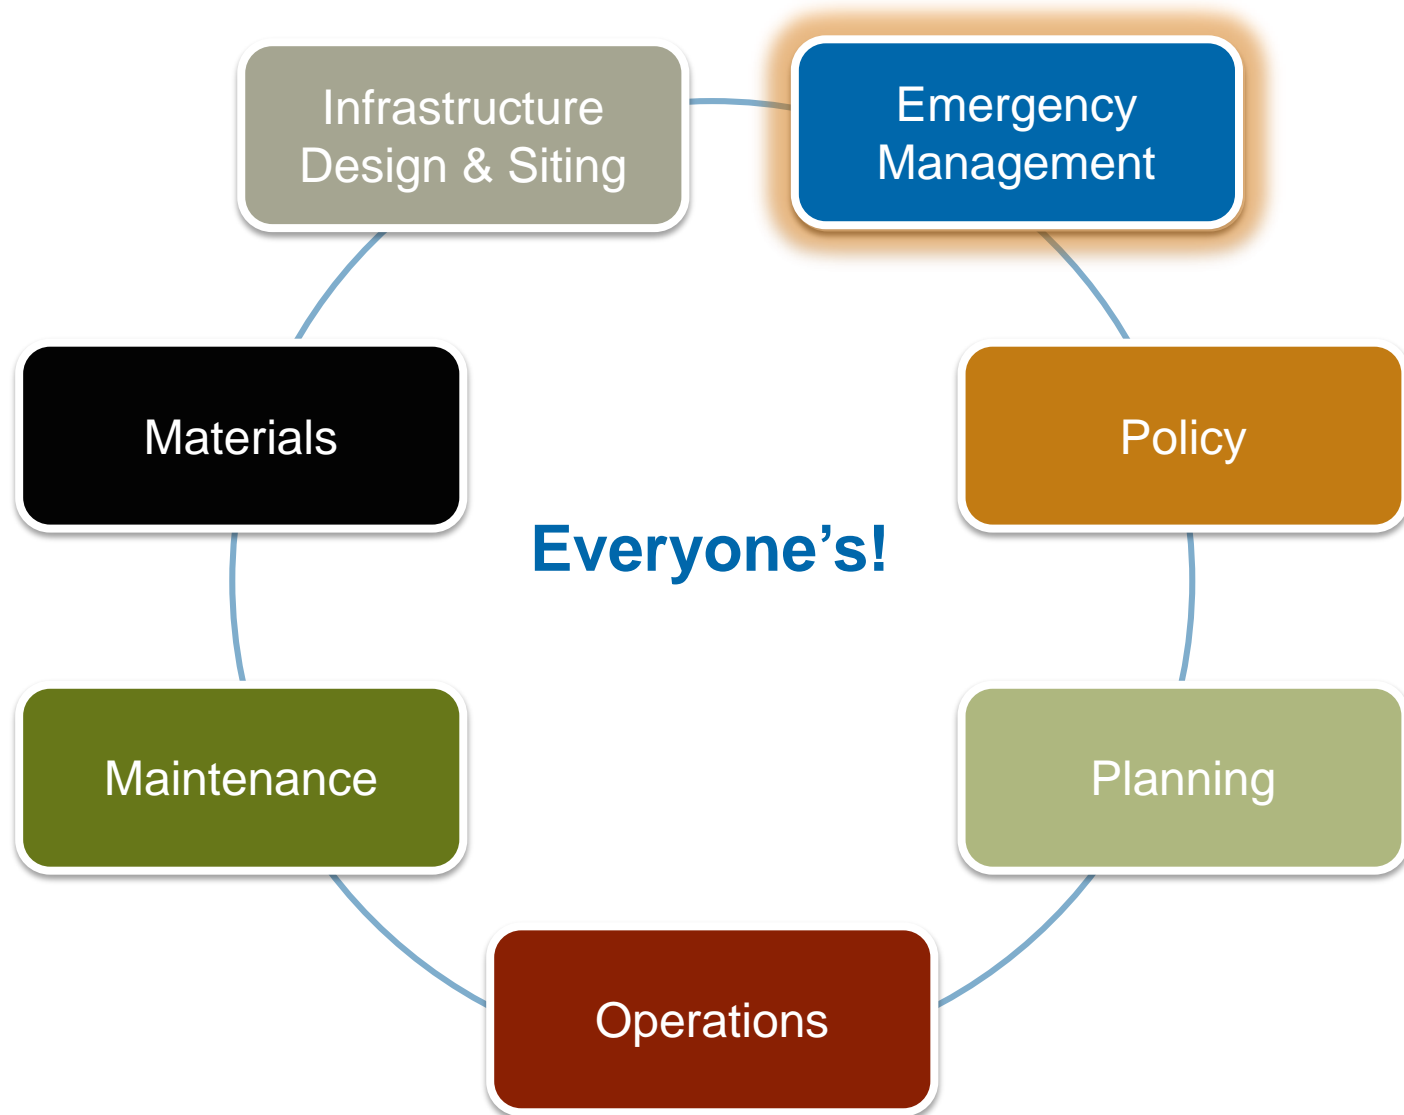 Infrastructure
Design & Siting
Emergency
Management
Materials
Policy
Everyone’s!
Maintenance
Planning
Operations